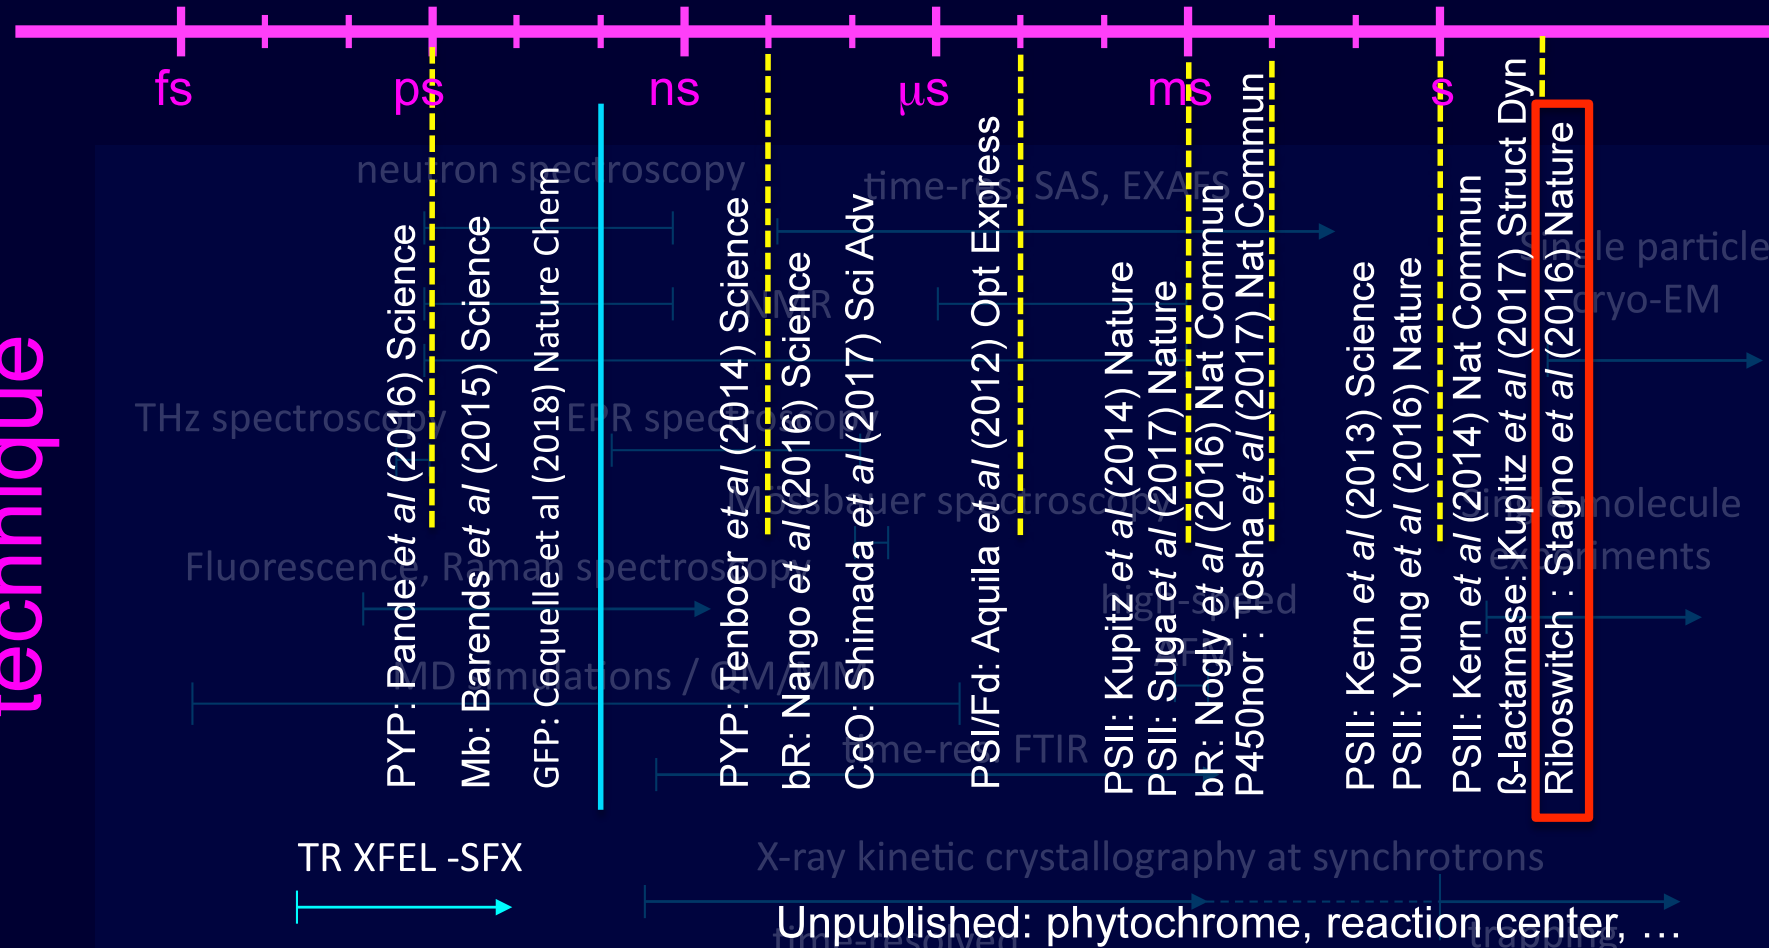 fs
ps
ns
μs
ms
s
technique
neutron spectroscopy
time-res. SAS, EXAFS
Single particle
cryo-EM
NMR
THz spectroscopy
EPR spectroscopy
Mössbauer spectroscopy
Single molecule
experiments
Fluorescence, Raman spectroscopy
high-speed
AFM
MD simulations / QM/MM
time-res. FTIR
PYP: Pande et al (2016) Science
Mb: Barends et al (2015) Science
GFP: Coquelle et al (2018) Nature Chem
PYP: Tenboer et al (2014) Science
bR: Nango et al (2016) Science
CcO: Shimada et al (2017) Sci Adv
PSI/Fd: Aquila et al (2012) Opt Express
PSII: Kupitz et al (2014) Nature
PSII: Suga et al (2017) Nature
bR: Nogly et al (2016) Nat Commun
P450nor : Tosha et al (2017) Nat Commun
PSII: Kern et al (2013) Science
PSII: Young et al (2016) Nature
PSII: Kern et al (2014) Nat Commun
ß-lactamase: Kupitz et al (2017) Struct Dyn
Riboswitch : Stagno et al (2016) Nature
TR XFEL -SFX
X-ray kinetic crystallography at synchrotrons
Unpublished: phytochrome, reaction center, …
time-resolved
trapping